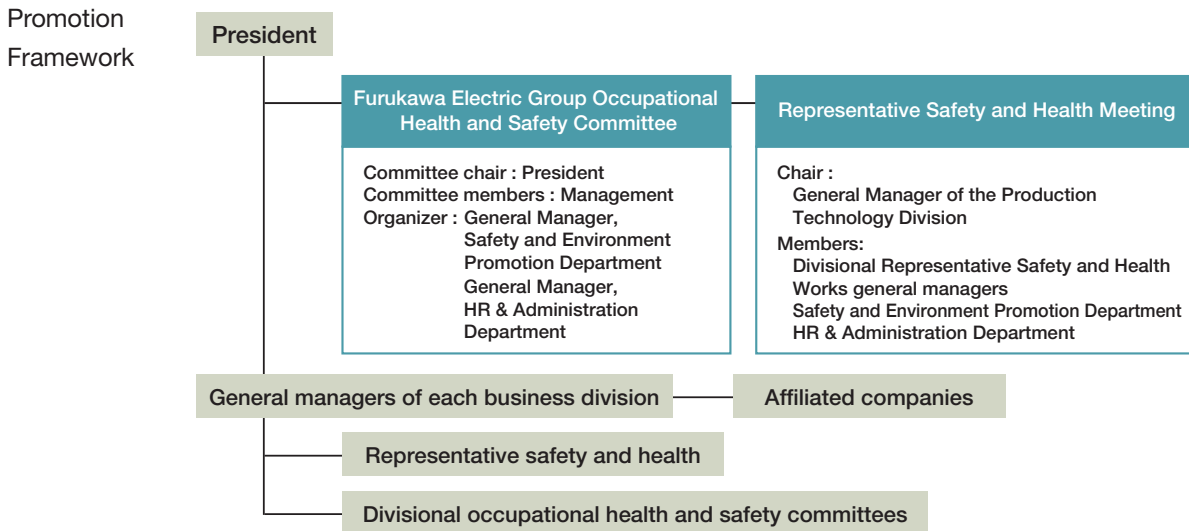 Promotion
Framework
President
Furukawa Electric Group Occupational
Health and Safety Committee
Committee chair : President
Committee members : Management
Organizer : General Manager,
Safety and Environment
Promotion Department
General Manager,
HR & Administration
Department
Representative Safety and Health Meeting
Chair :
General Manager of the Production
Technology Division
Members:
Divisional Representative Safety and Health
Works general managers
Safety and Environment Promotion Department
HR & Administration Department
General managers of each business division
Affiliated companies
Representative safety and health
Divisional occupational health and safety committees